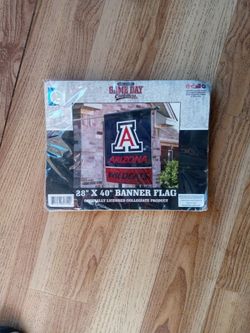 GAME DAY
A
ARIZONA
WILDCATS
28" X 40" BANNER FLAG
OFFICIALLY LICENSED COLLEGIATE PRODUCT